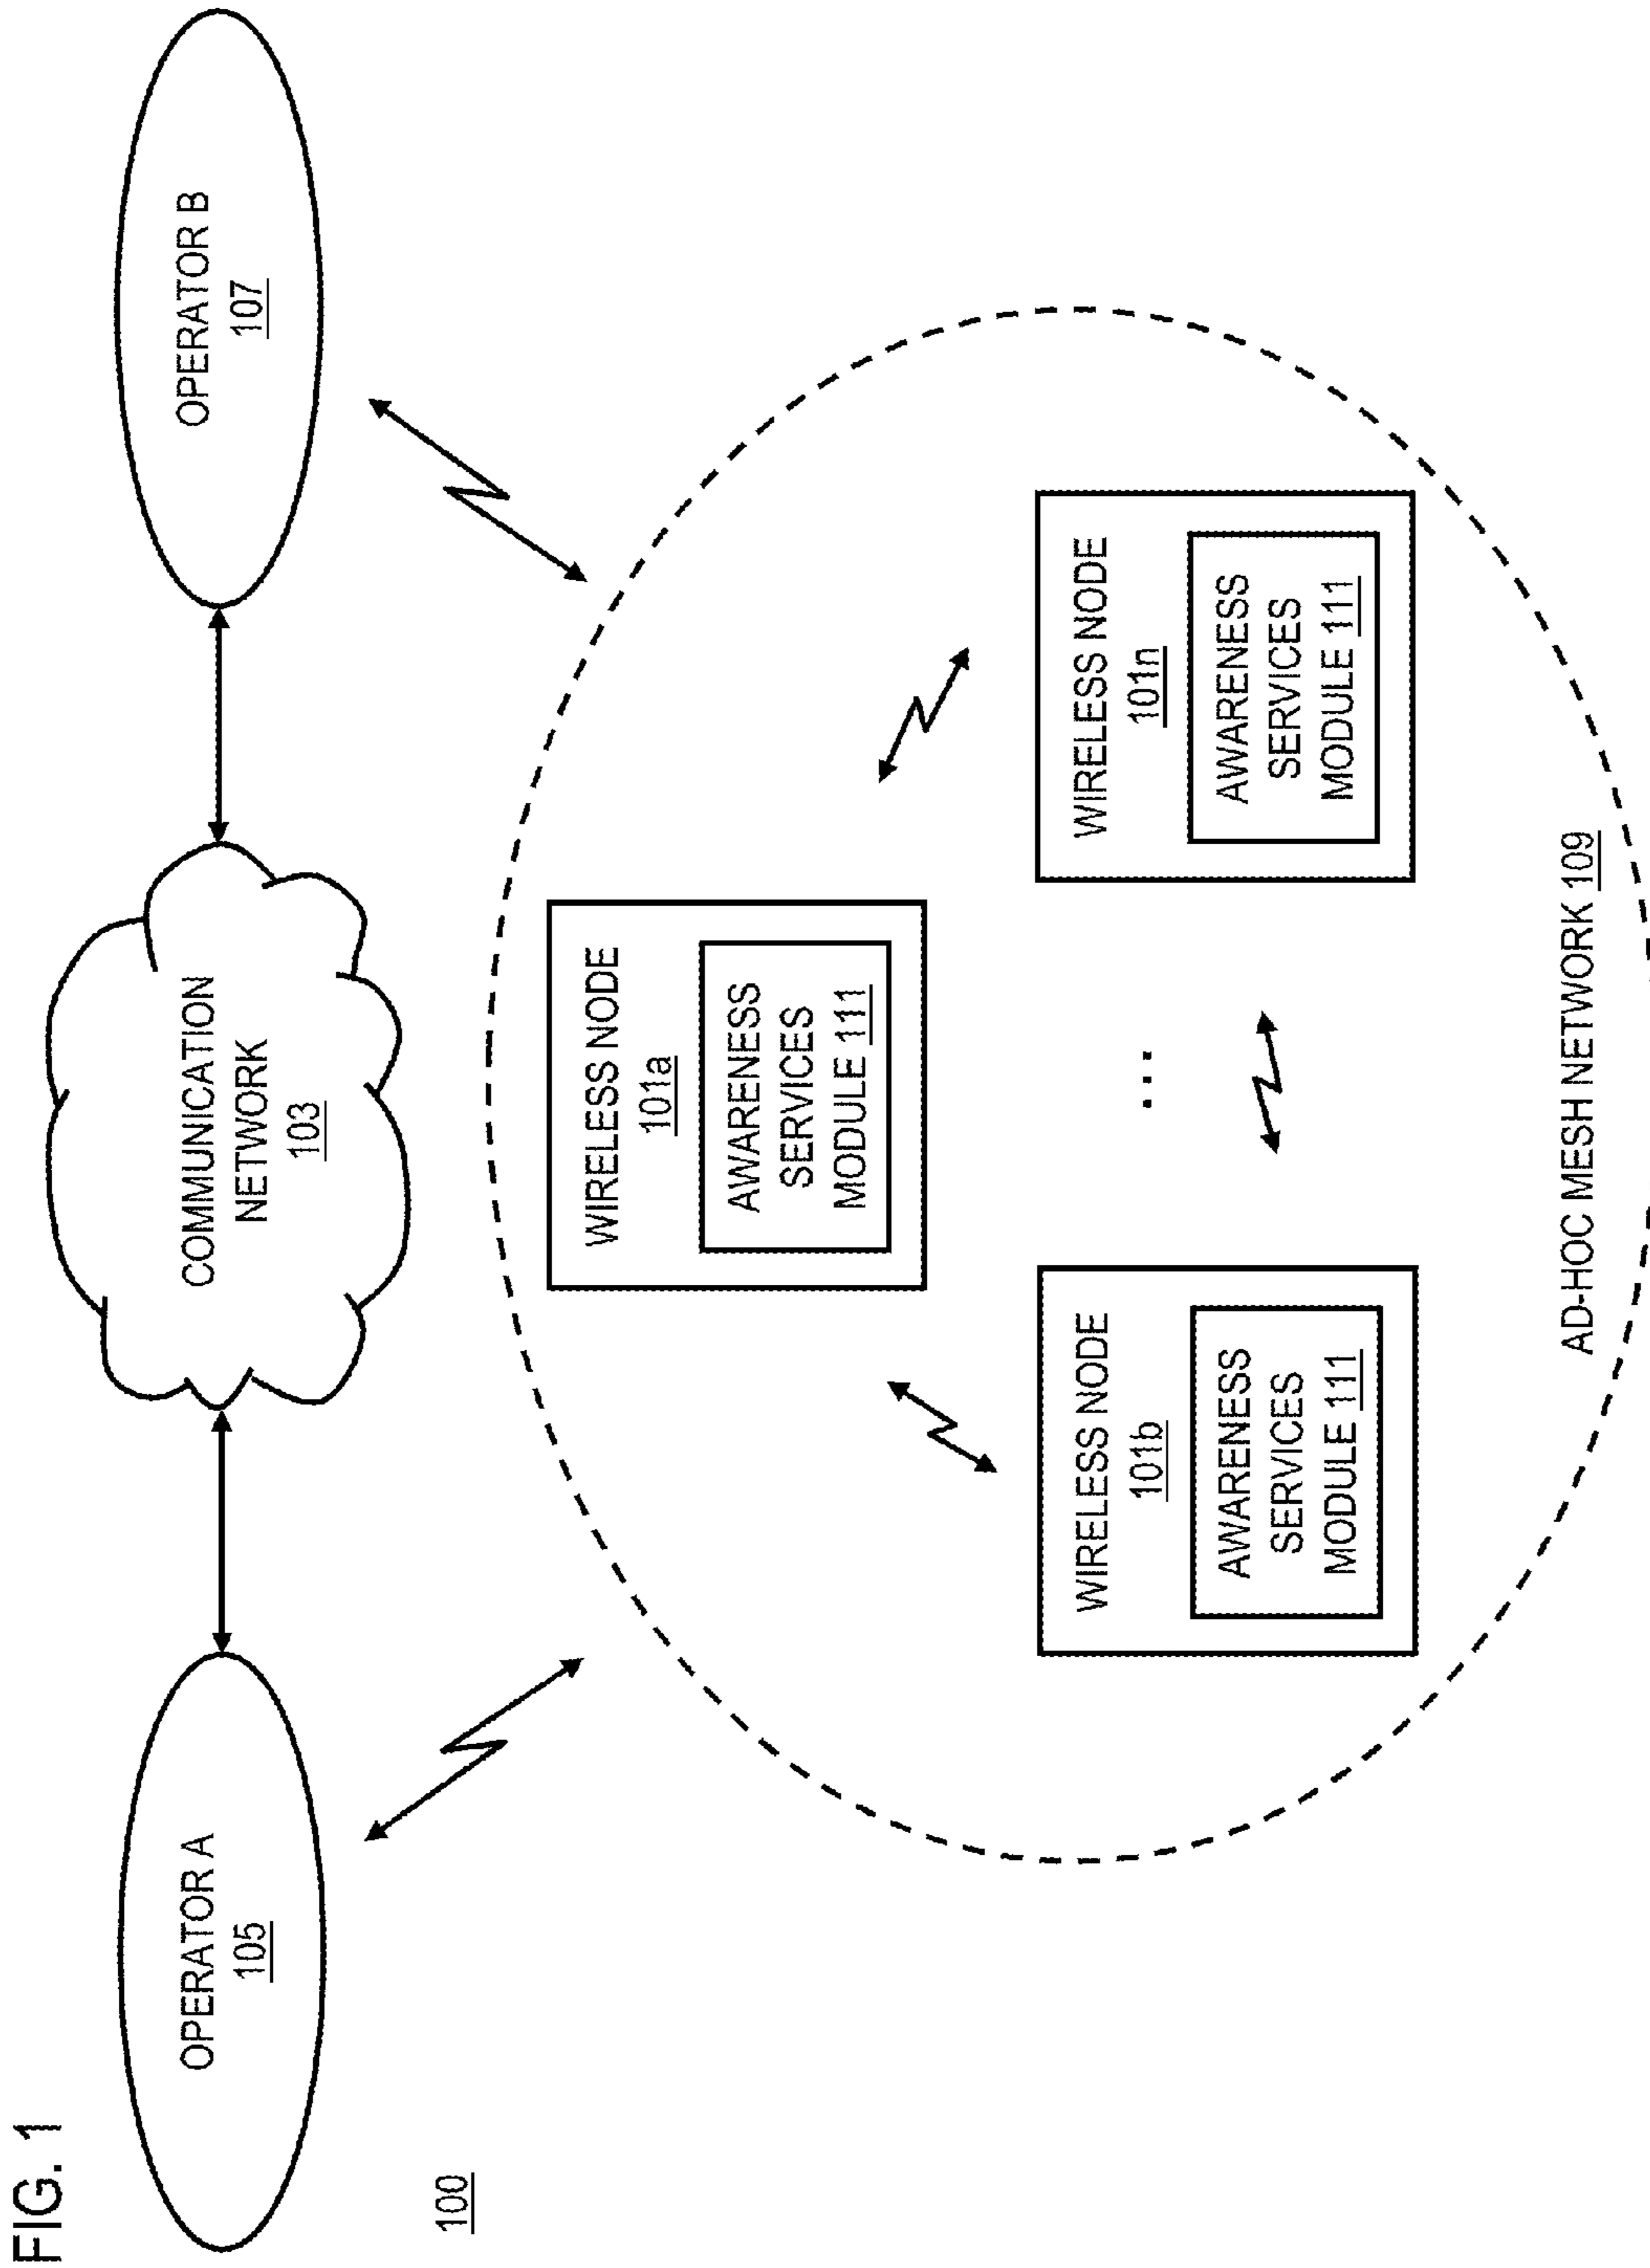 FIG. 1
OPERATOR A
105
COMMUNICATION
NETWORK
103
OPERATOR B
107
100
WIRELESS NODE
101a
AWARENESS
SERVICES
MODULE 111
WIRELESS NODE
101b
AWARENESS
SERVICES
MODULE 111
...
WIRELESS NODE
101n
AWARENESS
SERVICES
MODULE 111
AD-HOC MESH NETWORK 109